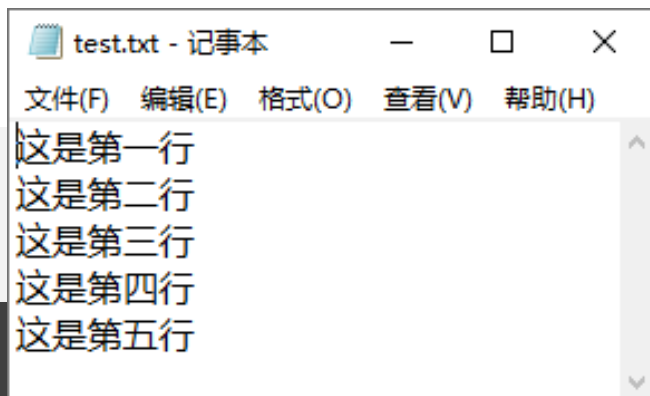 test.txt - 记事本
文件(F) 编辑(E) 格式(O) 查看(V) 帮助(H)
这是第一行
这是第二行
这是第三行
这是第四行
这是第五行